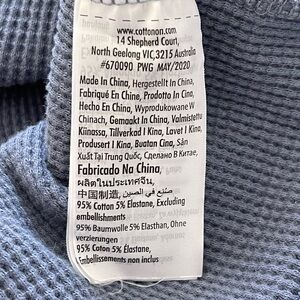 www.cottonon.com
14 Shepherd Court,
North Geelong VIC,3215 Australia
#670090 PWG MAY/2020
Made In China, Hergestellt In China,
Fabriqué En Chine, Prodotto In Cina,
Hecho En China, Wyprodukowane W
Chinach, Gemaakt In China, Valmistettu
Kiinassa, Tillverkad I Kina, Lavet I Kina,
Produsert I Kina, Buatan Cina, Sản
Xuất Tại Trung Quốc, Сделано В Китае,
Fabricado Na China,
ผลิตในประเทศจีน,
中国制造, صنع في الصين
95% Cotton 5% Elastane, Excluding
embellishments
95% Baumwolle 5% Elasthan, Ohne
verzierungen
95% Coton 5% Elastane,
Embellissements non inclus